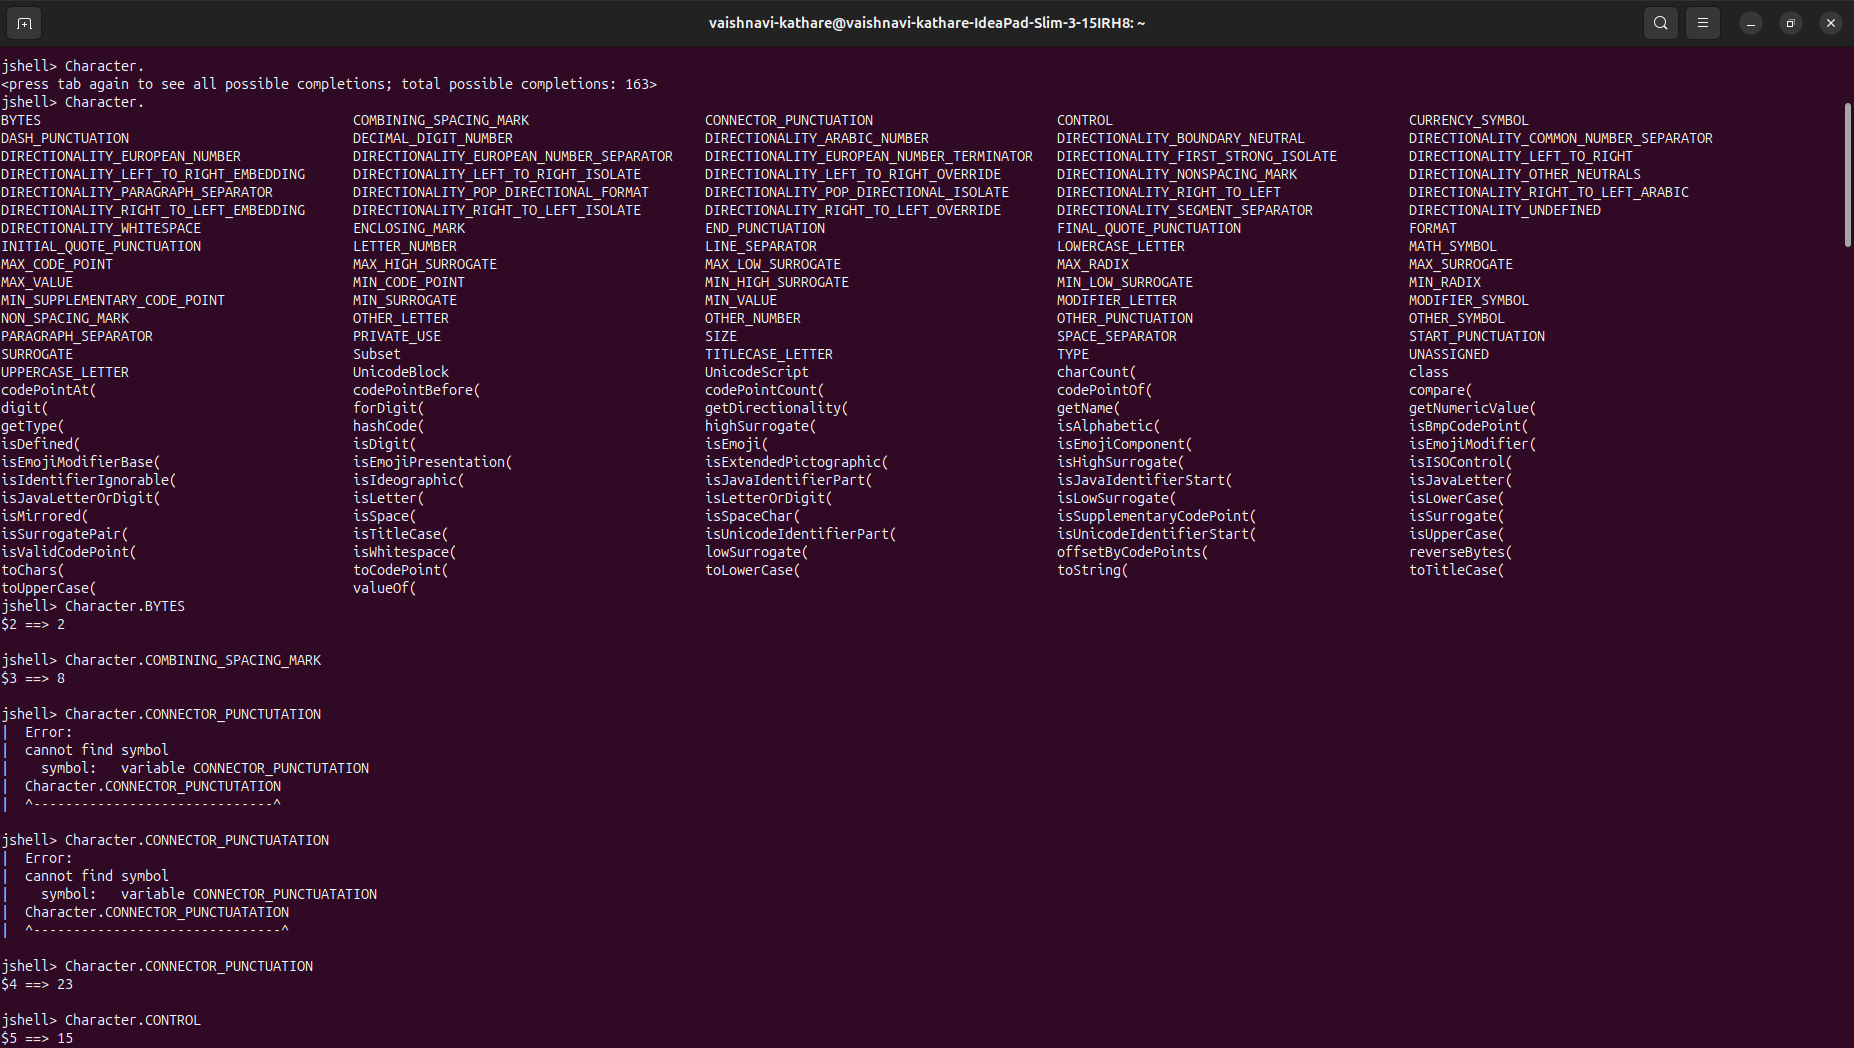 vaishnavi-kathare@vaishnavi-kathare-IdeaPad-Slim-3-15IRH8: ~
jshell> Character.
<press tab again to see all possible completions; total possible completions: 163>
jshell> Character.
BYTES COMBINING_SPACING_MARK CONNECTOR_PUNCTUATION CONTROL CURRENCY_SYMBOL
DASH_PUNCTUATION DECIMAL_DIGIT_NUMBER DIRECTIONALITY_ARABIC_NUMBER DIRECTIONALITY_BOUNDARY_NEUTRAL DIRECTIONALITY_COMMON_NUMBER_SEPARATOR
DIRECTIONALITY_EUROPEAN_NUMBER DIRECTIONALITY_EUROPEAN_NUMBER_SEPARATOR DIRECTIONALITY_EUROPEAN_NUMBER_TERMINATOR DIRECTIONALITY_FIRST_STRONG_ISOLATE DIRECTIONALITY_LEFT_TO_RIGHT
DIRECTIONALITY_LEFT_TO_RIGHT_EMBEDDING DIRECTIONALITY_LEFT_TO_RIGHT_ISOLATE DIRECTIONALITY_LEFT_TO_RIGHT_OVERRIDE DIRECTIONALITY_NONSPACING_MARK DIRECTIONALITY_OTHER_NEUTRALS
DIRECTIONALITY_PARAGRAPH_SEPARATOR DIRECTIONALITY_POP_DIRECTIONAL_FORMAT DIRECTIONALITY_POP_DIRECTIONAL_ISOLATE DIRECTIONALITY_RIGHT_TO_LEFT DIRECTIONALITY_RIGHT_TO_LEFT_ARABIC
DIRECTIONALITY_RIGHT_TO_LEFT_EMBEDDING DIRECTIONALITY_RIGHT_TO_LEFT_ISOLATE DIRECTIONALITY_RIGHT_TO_LEFT_OVERRIDE DIRECTIONALITY_SEGMENT_SEPARATOR DIRECTIONALITY_UNDEFINED
DIRECTIONALITY_WHITESPACE ENCLOSING_MARK END_PUNCTUATION FINAL_QUOTE_PUNCTUATION FORMAT
INITIAL_QUOTE_PUNCTUATION LETTER_NUMBER LINE_SEPARATOR LOWERCASE_LETTER MATH_SYMBOL
MAX_CODE_POINT MAX_HIGH_SURROGATE MAX_LOW_SURROGATE MAX_RADIX MAX_SURROGATE
MAX_VALUE MIN_CODE_POINT MIN_HIGH_SURROGATE MIN_LOW_SURROGATE MIN_RADIX
MIN_SUPPLEMENTARY_CODE_POINT MIN_SURROGATE MIN_VALUE MODIFIER_LETTER MODIFIER_SYMBOL
NON_SPACING_MARK OTHER_LETTER OTHER_NUMBER OTHER_PUNCTUATION OTHER_SYMBOL
PARAGRAPH_SEPARATOR PRIVATE_USE SIZE SPACE_SEPARATOR START_PUNCTUATION
SURROGATE Subset TITLECASE_LETTER TYPE UNASSIGNED
UPPERCASE_LETTER UnicodeBlock UnicodeScript charCount( class
codePointAt( codePointBefore( codePointCount( codePointOf( compare(
digit( forDigit( getDirectionality( getName( getNumericValue(
getType( hashCode( highSurrogate( isAlphabetic( isBmpCodePoint(
isDefined( isDigit( isEmoji( isEmojiComponent( isEmojiModifier(
isEmojiModifierBase( isEmojiPresentation( isExtendedPictographic( isHighSurrogate( isISOControl(
isIdentifierIgnorable( isIdeographic( isJavaIdentifierPart( isJavaIdentifierStart( isJavaLetter(
isJavaLetterOrDigit( isLetter( isLetterOrDigit( isLowSurrogate( isLowerCase(
isMirrored( isSpace( isSpaceChar( isSupplementaryCodePoint( isSurrogate(
isSurrogatePair( isTitleCase( isUnicodeIdentifierPart( isUnicodeIdentifierStart( isUpperCase(
isValidCodePoint( isWhitespace( lowSurrogate( offsetByCodePoints( reverseBytes(
toChars( toCodePoint( toLowerCase( toString( toTitleCase(
toUpperCase( valueOf(
jshell> Character.BYTES
$2 ==> 2
jshell> Character.COMBINING_SPACING_MARK
$3 ==> 8
jshell> Character.CONNECTOR_PUNCTUTATION
| Error:
| cannot find symbol
| symbol: variable CONNECTOR_PUNCTUTATION
| Character.CONNECTOR_PUNCTUTATION
| ^------------------------------^
jshell> Character.CONNECTOR_PUNCTUATATION
| Error:
| cannot find symbol
| symbol: variable CONNECTOR_PUNCTUATATION
| Character.CONNECTOR_PUNCTUATATION
| ^-------------------------------^
jshell> Character.CONNECTOR_PUNCTUATION
$4 ==> 23
jshell> Character.CONTROL
$5 ==> 15